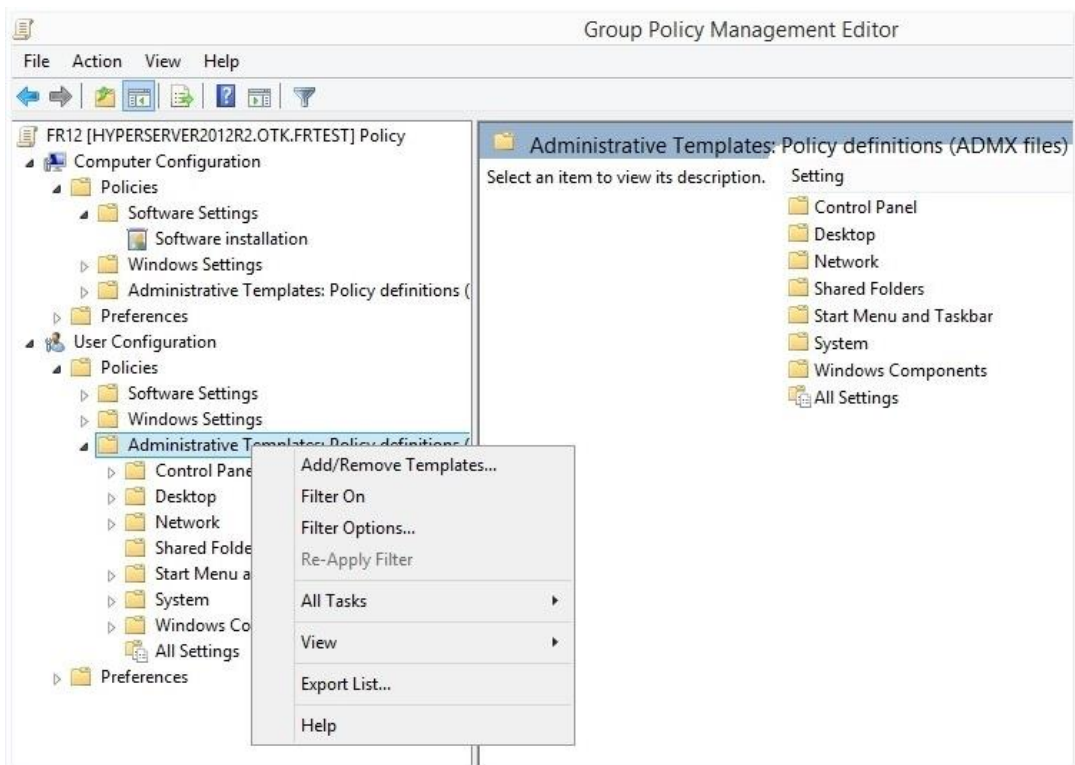 Group Policy Management Editor
File Action View Help
FR12 [HYPERSERVER2012R2.OTK.FRTEST] Policy
Computer Configuration
Policies
Software Settings
Software installation
Windows Settings
Administrative Templates: Policy definitions (
Preferences
User Configuration
Policies
Software Settings
Windows Settings
Administrative Templates: Policy definitions (
Control Pane
Desktop
Network
Shared Folde
Start Menu a
System
Windows Co
All Settings
Preferences
Add/Remove Templates...
Filter On
Filter Options...
Re-Apply Filter
All Tasks
View
Export List...
Help
Administrative Templates: Policy definitions (ADMX files)
Select an item to view its description.
Setting
Control Panel
Desktop
Network
Shared Folders
Start Menu and Taskbar
System
Windows Components
All Settings